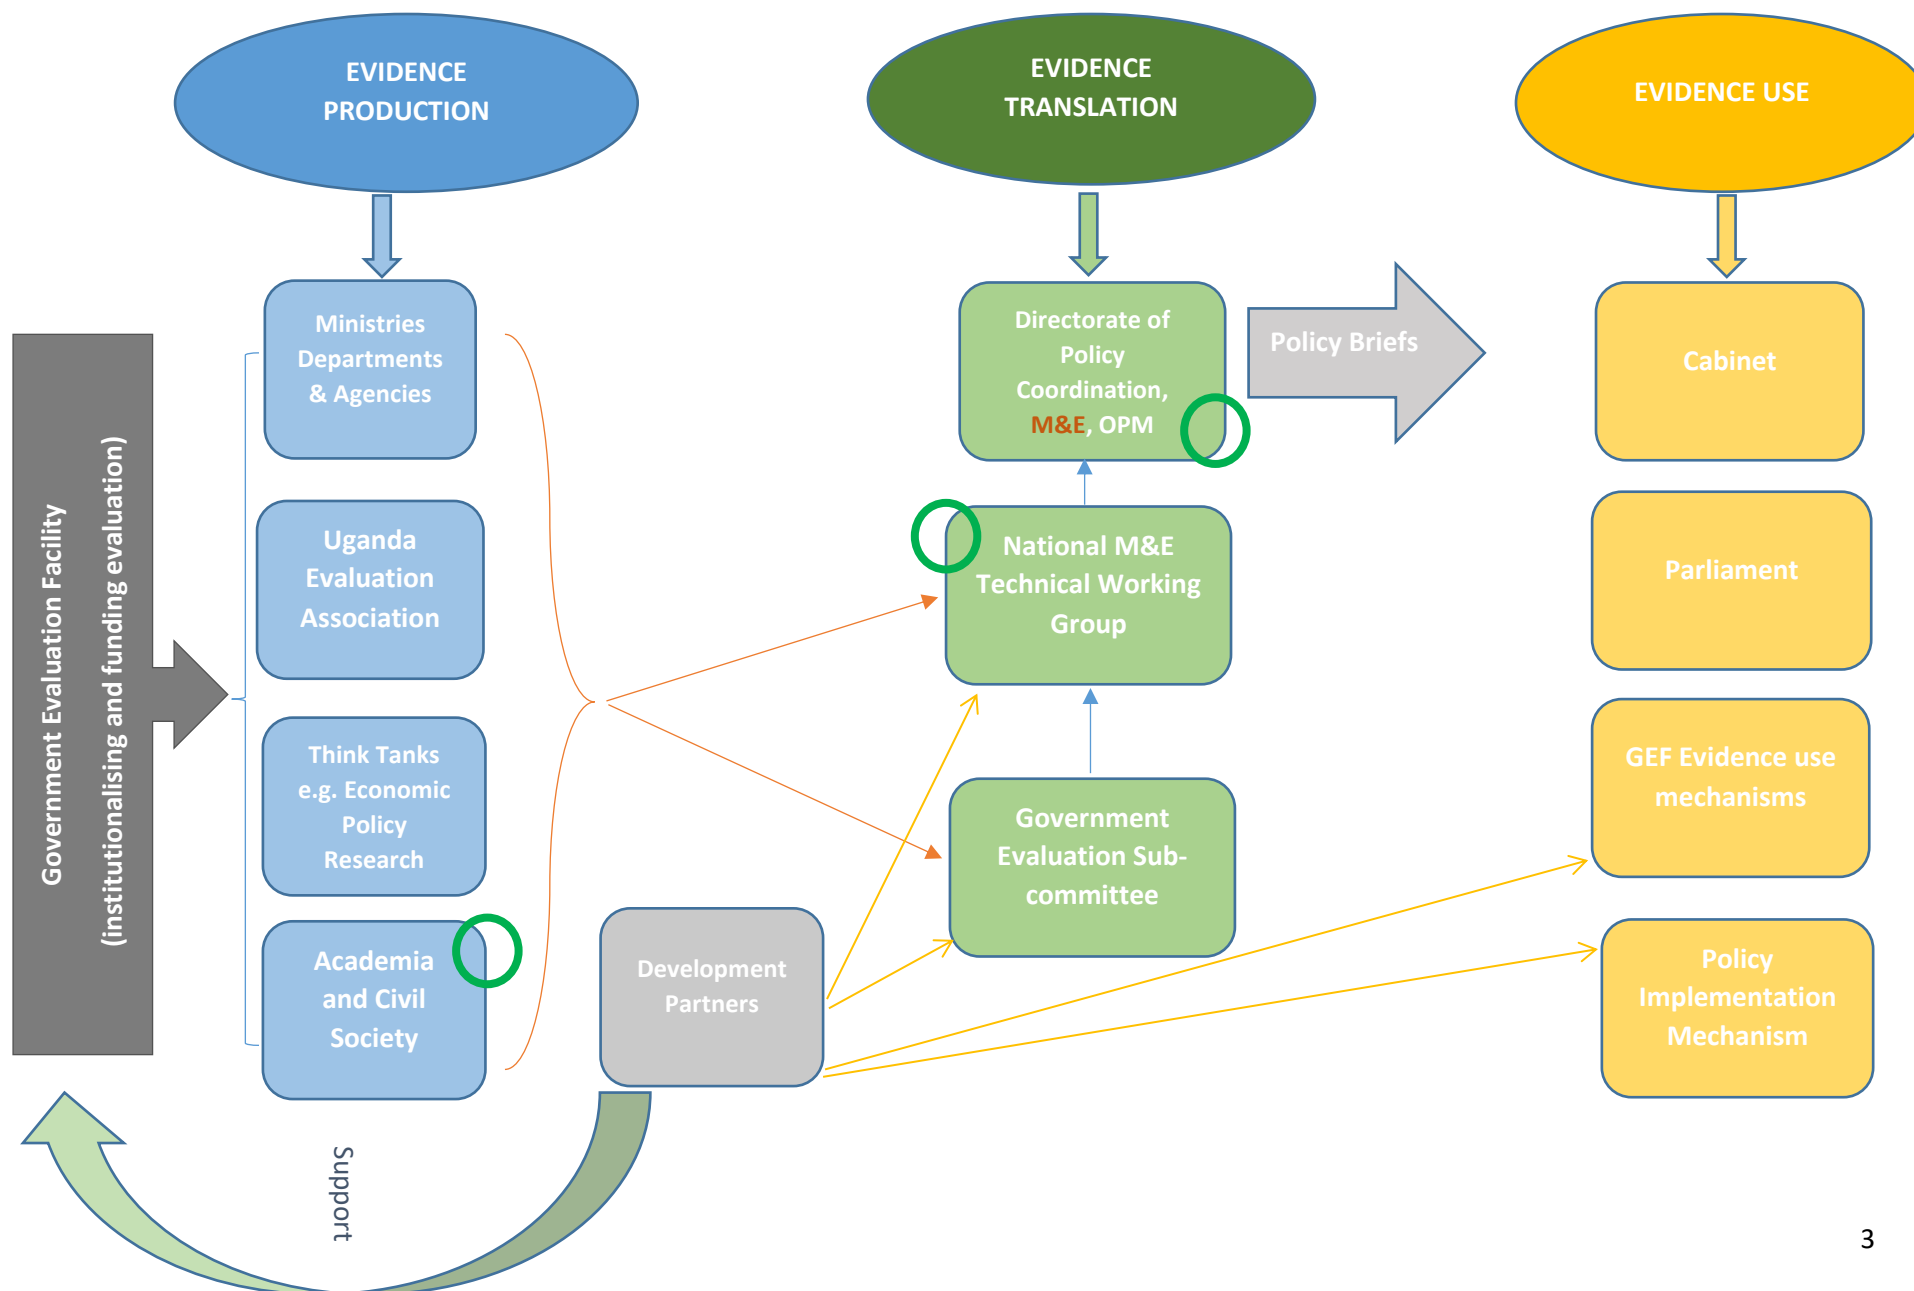 EVIDENCE
PRODUCTION
EVIDENCE
TRANSLATION
EVIDENCE USE
Government Evaluation Facility
(institutionalising and funding evaluation)
Ministries
Departments
& Agencies
Uganda
Evaluation
Association
Think Tanks
e.g. Economic
Policy
Research
Academia
and Civil
Society
Support
Development
Partners
Directorate of
Policy
Coordination,
M&E, OPM
National M&E
Technical Working
Group
Government
Evaluation Sub-
committee
Policy Briefs
Cabinet
Parliament
GEF Evidence use
mechanisms
Policy
Implementation
Mechanism
3